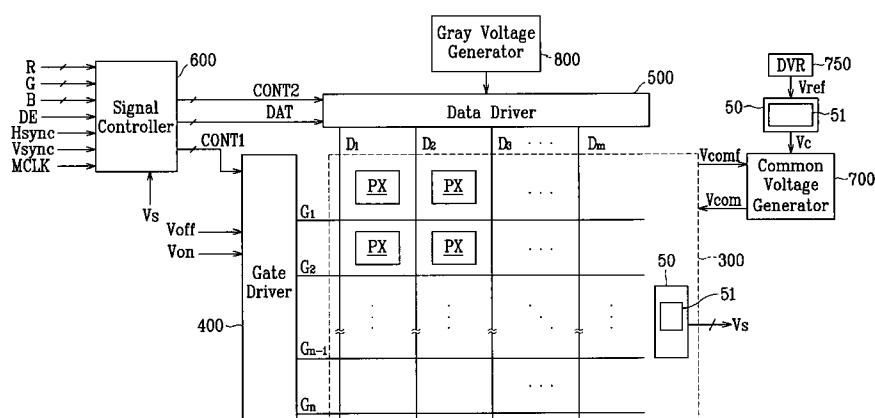 Gray Voltage
Generator
800
600
R
G
B
DE
Hsync
Vsync
MCLK
Signal
Controller
CONT2
DAT
CONT1
Vs
500
Data Driver
DVR
750
Vref
50
51
Vc
Common
Voltage
Generator
700
Vcomf
Vcom
D1 D2 D3 · · · Dm
PX PX · · ·
G1
Voff
Von
PX PX · · ·
G2
Gate
Driver
400
300
50
51
Vs
Gn-1
· · ·
Gn